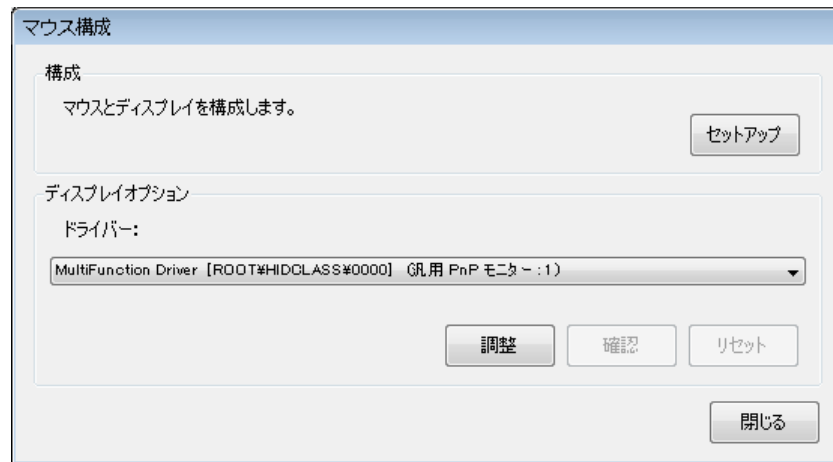 マウス構成
構成
マウスとディスプレイを構成します。
セットアップ
ディスプレイオプション
ドライバー:
MultiFunction Driver [ROOT¥HIDCLASS¥0000] (汎用 PnP モニター:1)
調整
確認
リセット
閉じる